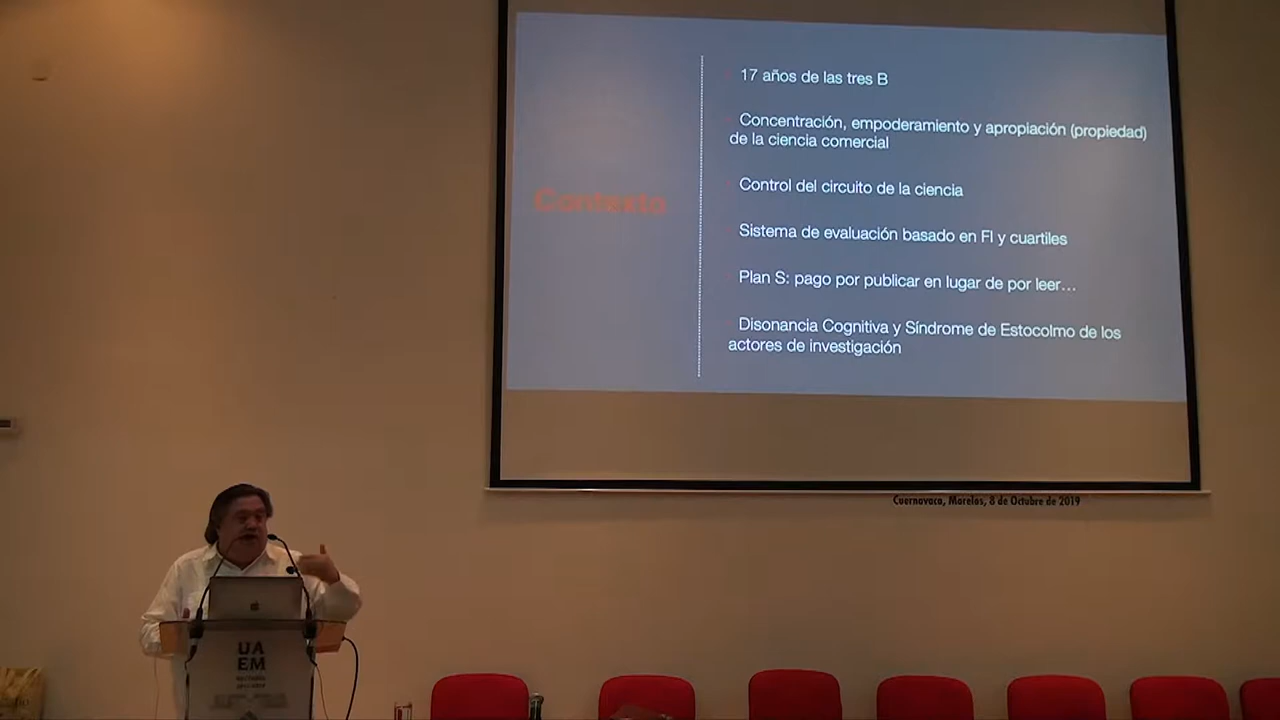 Contexto
17 años de las tres B
Concentración, empoderamiento y apropiación (propiedad)
de la ciencia comercial
Control del circuito de la ciencia
Sistema de evaluación basado en FI y cuartiles
Plan S: pago por publicar en lugar de por leer...
Disonancia Cognitiva y Síndrome de Estocolmo de los
actores de investigación
Cuernavaca, Morelos, 8 de Octubre de 2019
UA
EM